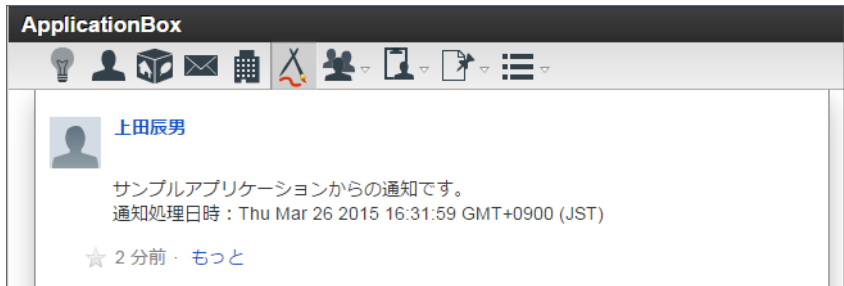 ApplicationBox
上田辰男
サンプルアプリケーションからの通知です。
通知処理日時：Thu Mar 26 2015 16:31:59 GMT+0900 (JST)
2 分前 · もっと